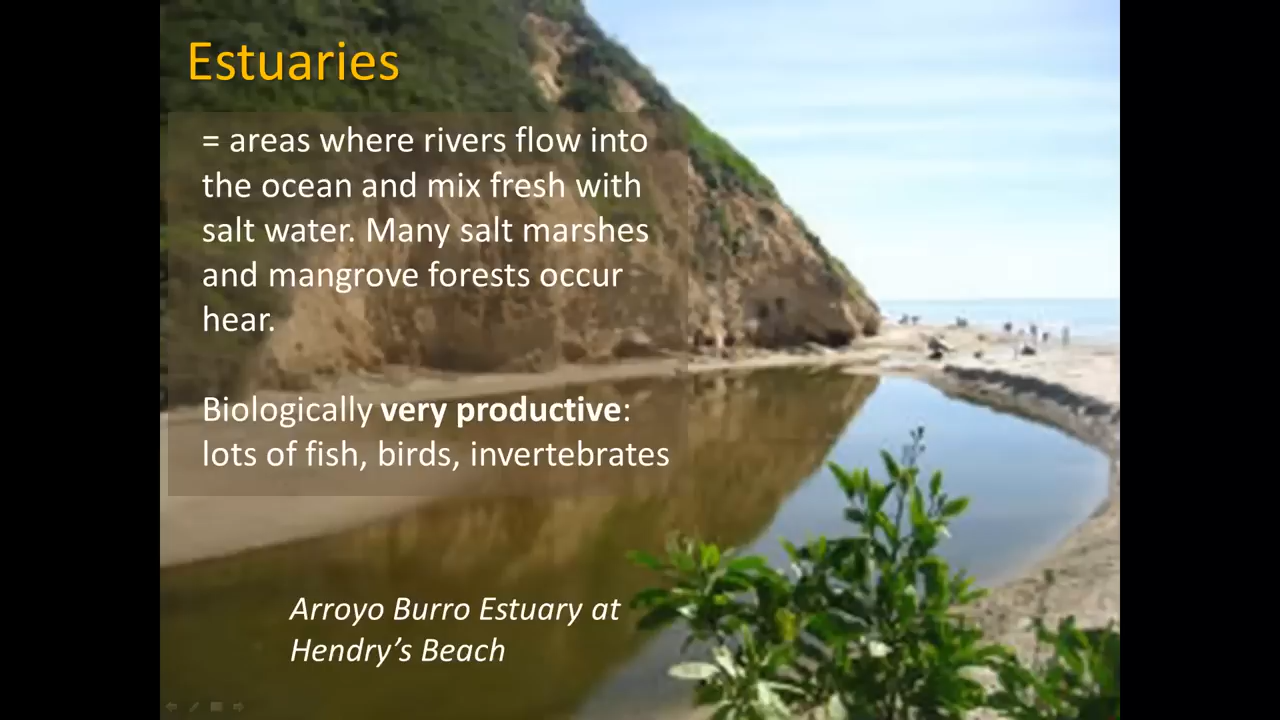 Estuaries
= areas where rivers flow into
the ocean and mix fresh with
salt water. Many salt marshes
and mangrove forests occur
hear.
Biologically very productive:
lots of fish, birds, invertebrates
Arroyo Burro Estuary at
Hendry’s Beach